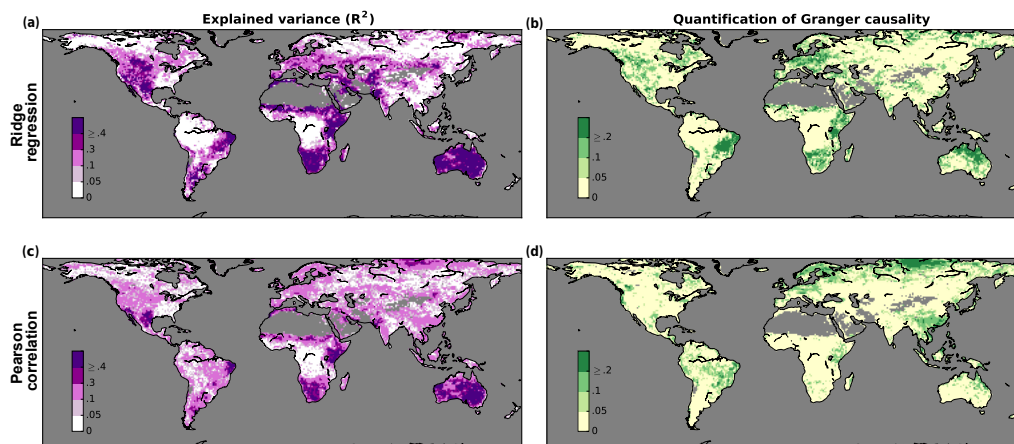 (a)
Explained variance (R²)
(b)
Quantification of Granger causality
Ridge
regression
≥.4
.3
.1
.05
0
≥.2
.1
.05
0
(c)
(d)
Pearson
correlation
≥.4
.3
.1
.05
0
≥.2
.1
.05
0